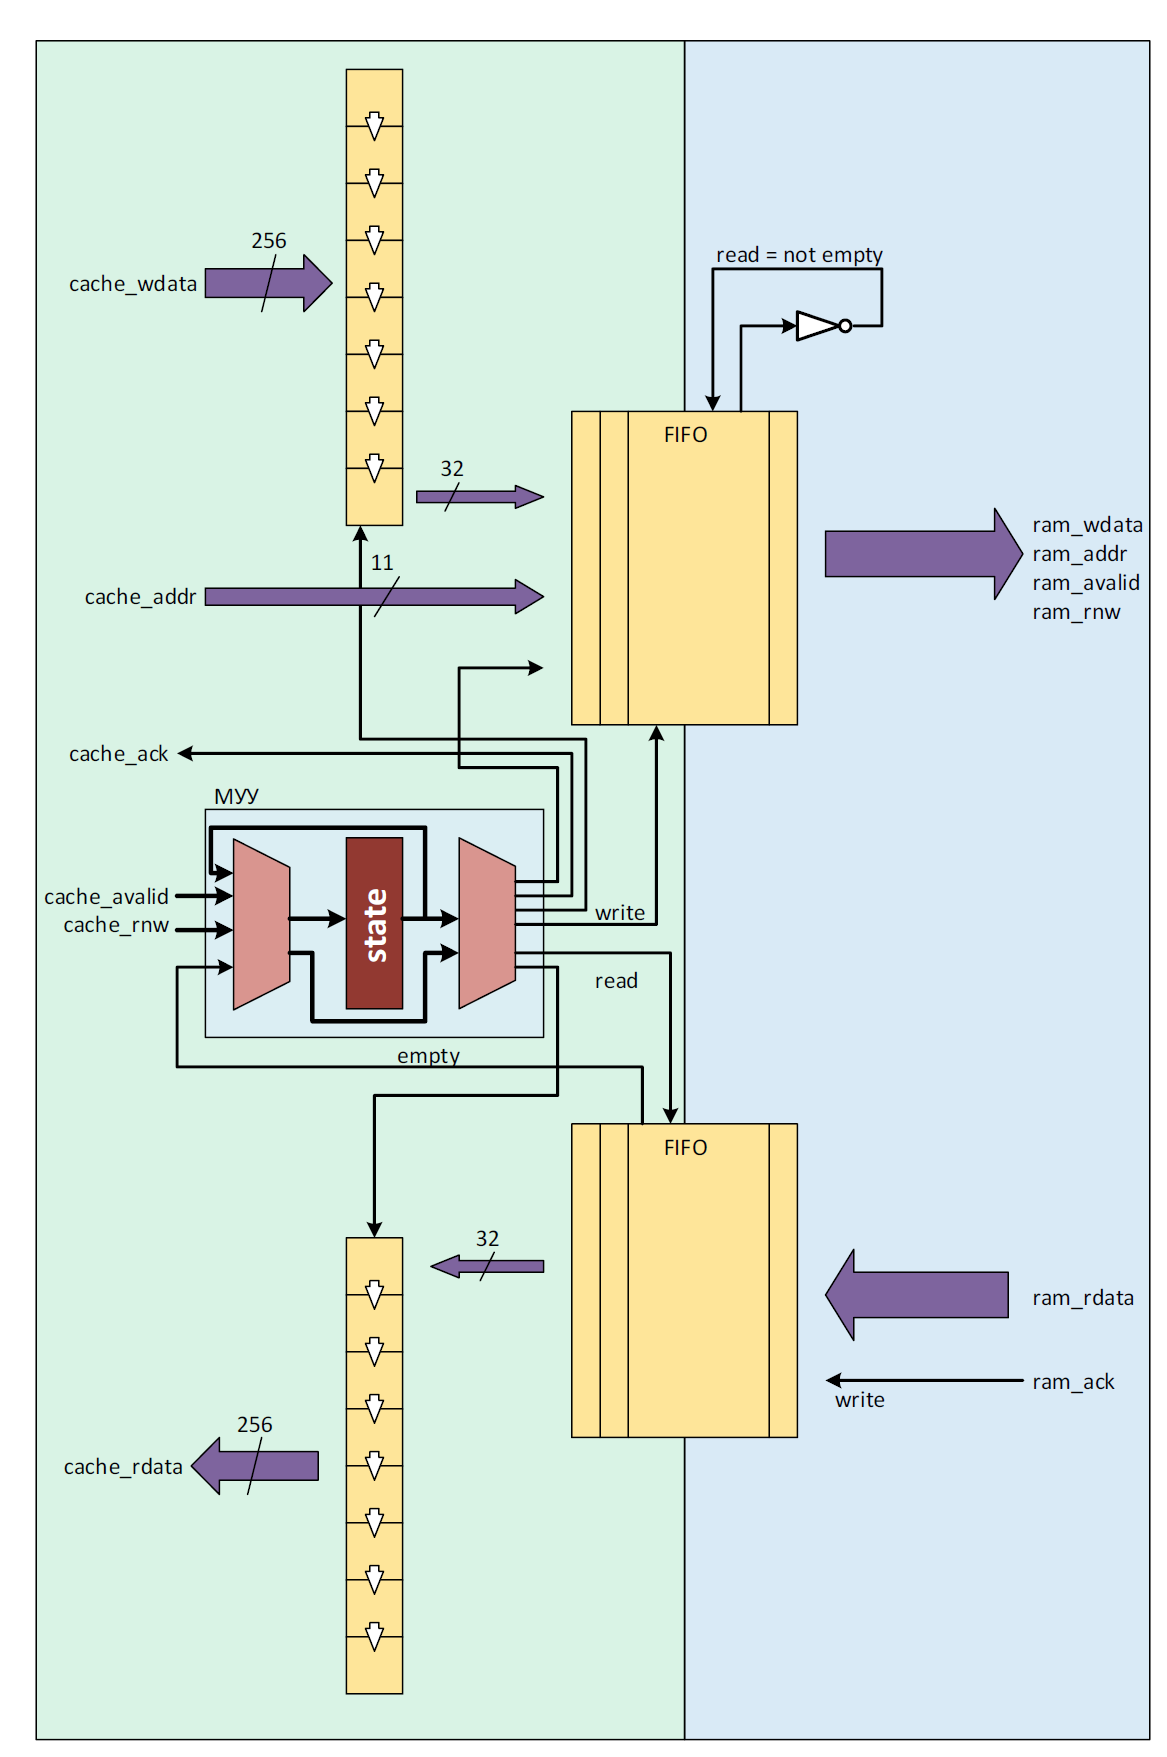 256
cache_wdata
read = not empty
FIFO
32
ram_wdata
ram_addr
ram_avalid
ram_rnw
11
cache_addr
cache_ack
МУУ
cache_avalid
cache_rnw
state
write
read
empty
FIFO
32
ram_rdata
ram_ack
write
256
cache_rdata